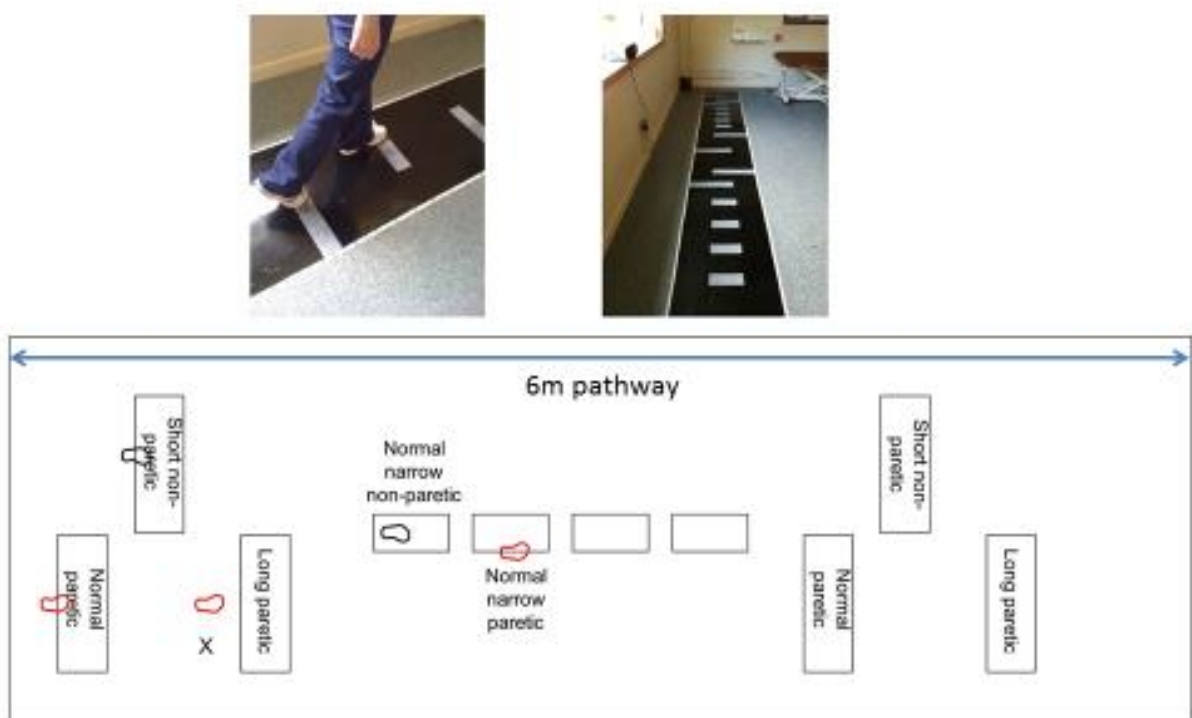 6m pathway
Short non-
paretic
Normal
narrow
non-paretic
Short non-
paretic
Normal
paretic
X
Long paretic
Normal
narrow
paretic
Normal
paretic
Long paretic